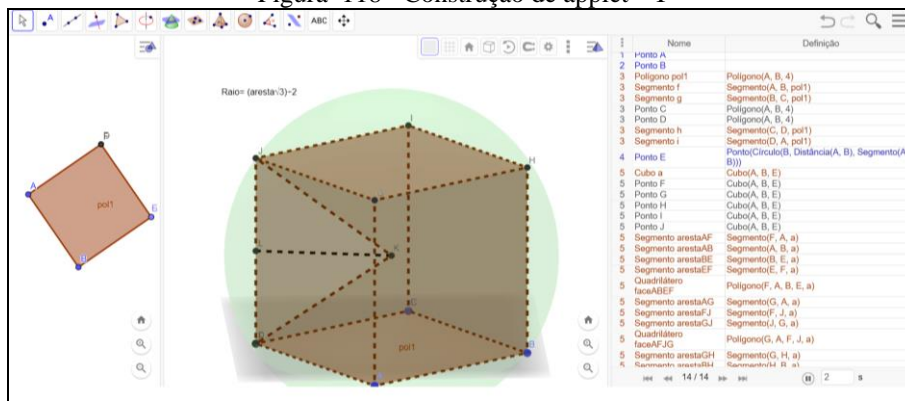 Figura 118 - Construção de applet - 1
ABC
Raio= (aresta√3)÷2
A
pol1
J
I
H
K
pol1
B
Nome Definição
1 Ponto A
2 Ponto B
3 Polígono pol1 Polígono(A, B, 4)
3 Segmento f Segmento(A, B, pol1)
3 Segmento g Segmento(B, C, pol1)
3 Ponto C Polígono(A, B, 4)
3 Ponto D Polígono(A, B, 4)
3 Segmento h Segmento(C, D, pol1)
3 Segmento i Segmento(D, A, pol1)
4 Ponto E Ponto(Círculo(B, Distância(A, B), Segmento(A,
B)))
5 Cubo a Cubo(A, B, E)
5 Ponto F Cubo(A, B, E)
5 Ponto G Cubo(A, B, E)
5 Ponto H Cubo(A, B, E)
5 Ponto I Cubo(A, B, E)
5 Ponto J Cubo(A, B, E)
5 Segmento arestaAF Segmento(F, A, a)
5 Segmento arestaAB Segmento(A, B, a)
5 Segmento arestaBE Segmento(B, E, a)
5 Segmento arestaEF Segmento(E, F, a)
5 Quadrilátero
faceABEF Polígono(F, A, B, E, a)
5 Segmento arestaAG Segmento(G, A, a)
5 Segmento arestaFJ Segmento(F, J, a)
5 Segmento arestaGJ Segmento(J, G, a)
5 Quadrilátero
faceAFJG Polígono(G, A, F, J, a)
5 Segmento arestaGH Segmento(G, H, a)
5 Segmento arestaBH Segmento(H, B, a)
14 / 14 2 s